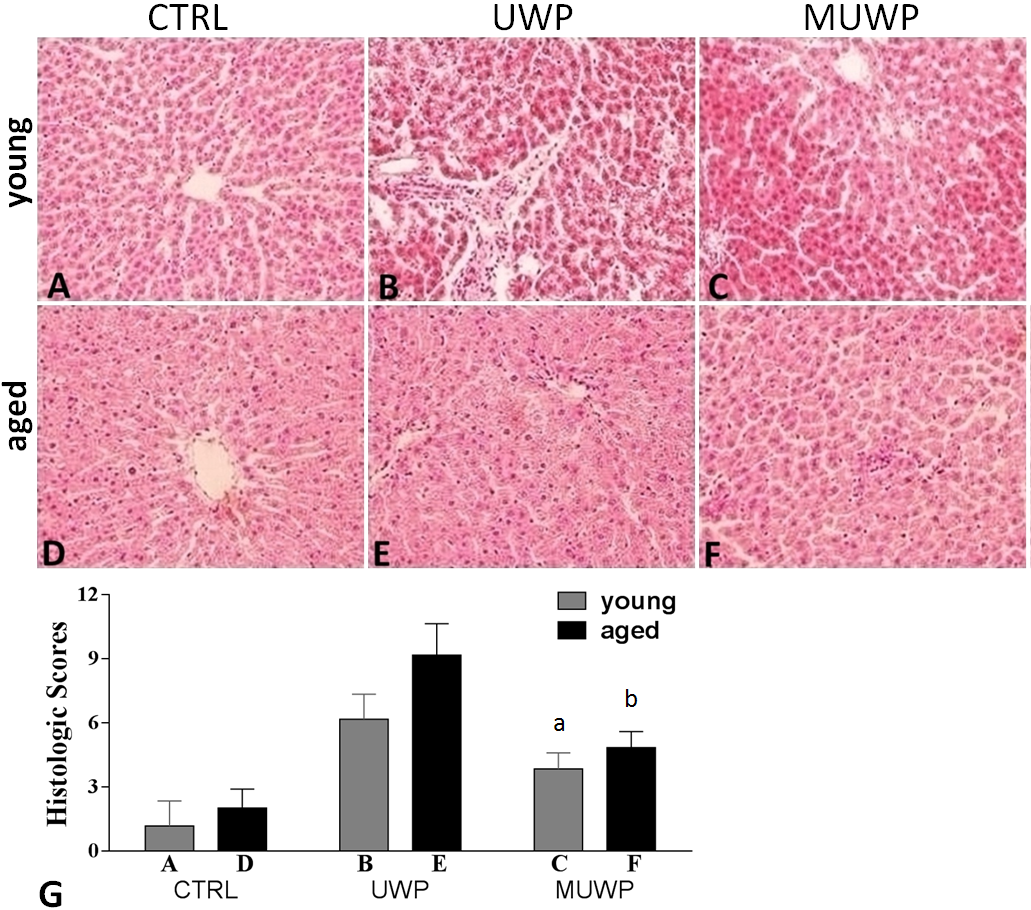 CTRL UWP MUWP
young
A B C
aged
D E F
12
9
6
3
0
Histologic Scores
young
aged
a b
A D B E C F
CTRL UWP MUWP
G